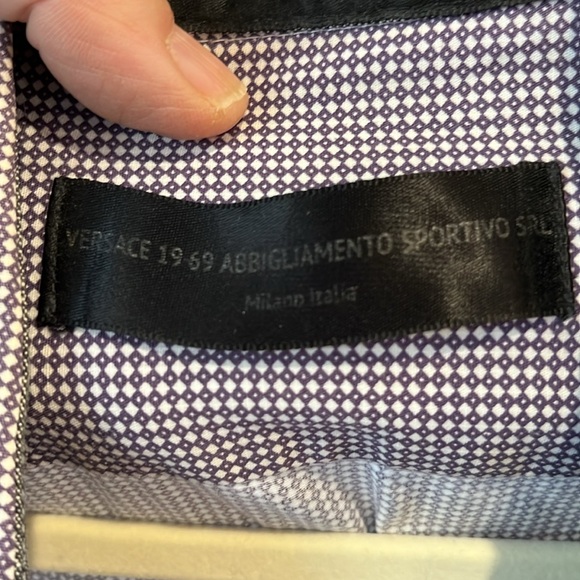 VERSACE 19•69 ABBIGLIAMENTO SPORTIVO SRL
Milano Italia